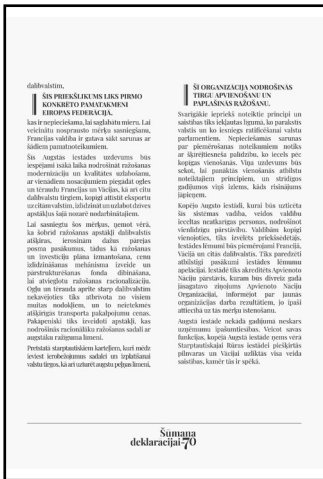 dalībvalstīm,
ŠIS PRIEKŠLIKUMS LIKS PIRMO
KONKRĒTO PAMATAKMENI
EIROPAS FEDERĀCIJAI,
kas ir nepieciešama, lai saglabātu mieru. Lai
veicinātu nosprausto mērķu sasniegšanu,
Francijas valdība ir gatava sākt sarunas ar
šādiem pamatnoteikumiem.
Šīs Augstās iestādes uzdevums būs
iespējami īsākā laikā nodrošināt ražošanas
modernizāciju un kvalitātes uzlabošanu,
ar vienādiem nosacījumiem piegādāt ogles
un tēraudu Francijas un Vācijas, kā arī citu
dalībvalstu tirgiem, kopīgi attīstīt eksportu
uz citām valstīm, izlīdzināt un uzlabot dzīves
apstākļus šajā nozarē nodarbinātajiem.
Lai sasniegtu šos mērķus, ņemot vērā,
ka šobrīd ražošanas apstākļi dalībvalstīs
atšķiras, ierosinām dažus pārejas
posma pasākumus, tādus kā ražošanas
un investīciju plāna izmantošana, cenu
izlīdzināšanas mehānisma izveide un
pārstrukturēšanas fonda dibināšana,
lai atvieglotu ražošanas racionalizāciju.
Ogļu un tērauda aprite starp dalībvalstīm
nekavējoties tiks atbrīvota no visiem
muitas nodokļiem, un to neietekmēs
atšķirīgas transporta pakalpojumu cenas.
Pakāpeniski tiks izveidoti apstākļi, kas
nodrošinās racionālāku ražošanas sadali ar
augstāku ražīguma līmeni.
Pretstatā starptautiskiem karteļiem, kurš mēdz
ieviest ierobežojumus sadalei un izplatīšanai
valstu tirgos, kā arī uzturēt augstu peļņas līmeni,
ŠĪ ORGANIZĀCIJA NODROŠINĀS
TIRGU APVIENOŠANU UN
PAPLAŠINĀS RAŽOŠANU.
Svarīgākie iepriekš noteiktie principi un
saistības tiks iekļautas līgumā, ko parakstīs
valstis un ko iesniegs ratificēšanai valstu
parlamentiem. Nepieciešamās sarunas
par piemērošanas noteikumiem notiks
ar šķīrējtiesneša palīdzību, ko iecels pēc
kopīgas vienošanās. Viņa uzdevums būs
sekot, lai panāktās vienošanās atbilstu
noteiktajiem principiem, un strīdīgos
gadījumos viņš izlems, kāds risinājums
jāpieņem.
Kopējo Augsto iestādi, kurai būs uzticēta
šīs sistēmas vadība, veidos valdību
ieceltas neatkarīgas personas, nodrošinot
vienlīdzīgu pārstāvību. Valdībām kopīgi
vienojoties, tiks izvēlēts priekšsēdētājs.
Iestādes lēmumi būs piemērojami Francijā,
Vācijā un citās dalībvalstīs. Tiks paredzēti
atbilstīgi pasākumi iestādes lēmumu
apelācijai. Iestādē tiks akreditēts Apvienoto
Nāciju pārstāvis, kuram būs divreiz gadā
jāsagatavo ziņojums Apvienoto Nāciju
Organizācijai, informējot par jaunās
organizācijas darba rezultātiem, jo īpaši
attiecībā uz tās mērķu īstenošanu.
Augstā iestāde nekādā gadījumā neskars
uzņēmumu īpašumtiesības. Veicot savas
funkcijas, kopējā Augstā iestāde ņems vērā
Starptautiskajai Rūras iestādei piešķirtās
pilnvaras un Vācijai uzliktās visa veida
saistības, kamēr tās ir spēkā.
Šūmana
deklarācijai·70